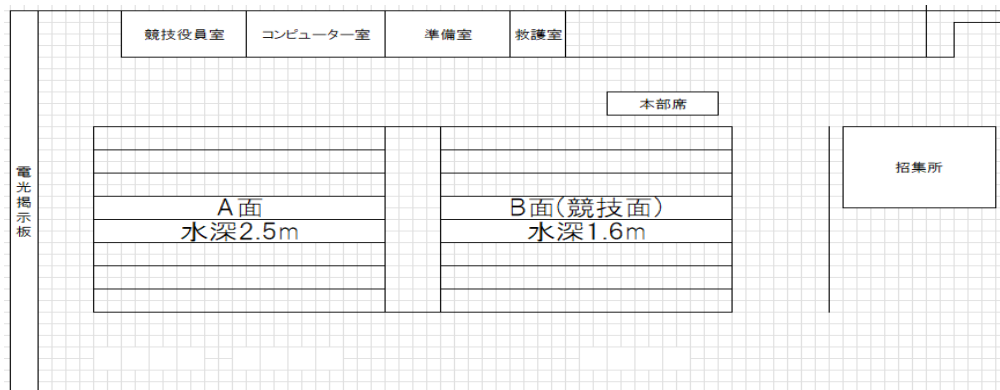 競技役員室
コンピューター室
準備室
救護室
本部席
電光掲示板
招集所
A面
水深2.5m
B面(競技面)
水深1.6m